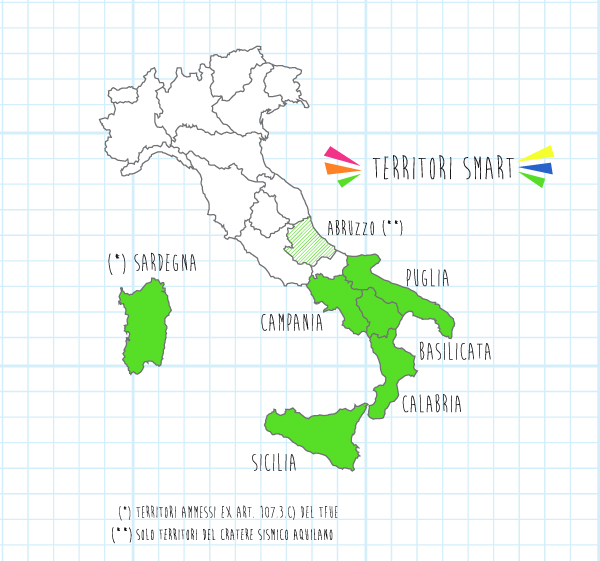 TERRITORI SMART
ABRUZZO (**)
(*) SARDEGNA
PUGLIA
CAMPANIA
BASILICATA
CALABRIA
SICILIA
(*) TERRITORI AMMESSI EX ART. 107.3.C) DEL TFUE
(**) SOLO TERRITORI DEL CRATERE SISMICO AQUILANO